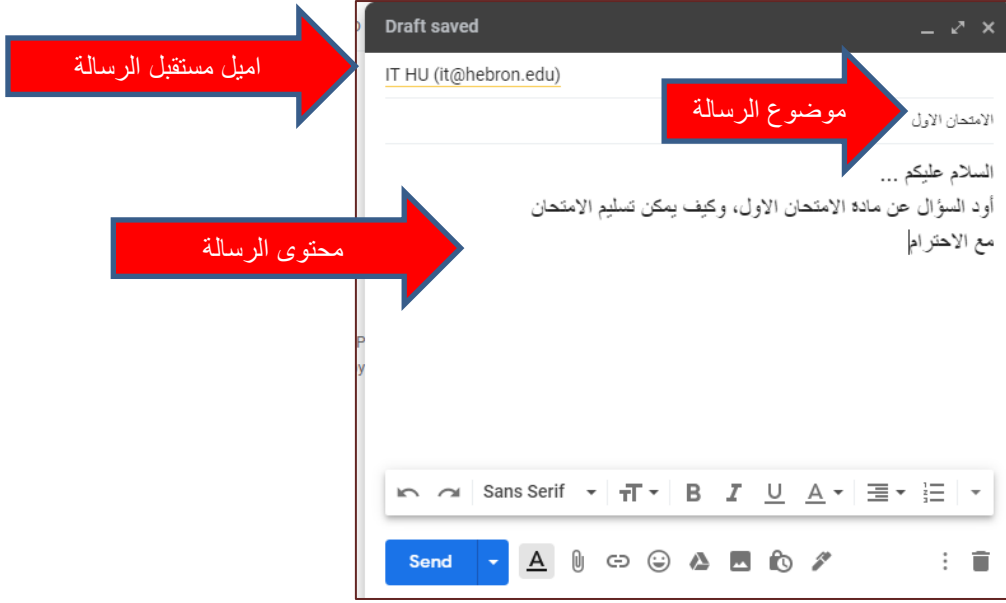 Draft saved
اميل مستقبل الرسالة
IT HU (it@hebron.edu)
موضوع الرسالة
الامتحان الاول
السلام عليكم ...
أود السؤال عن مادة الامتحان الاول، وكيف يمكن تسليم الامتحان
مع الاحترام
محتوى الرسالة
Sans Serif
Send